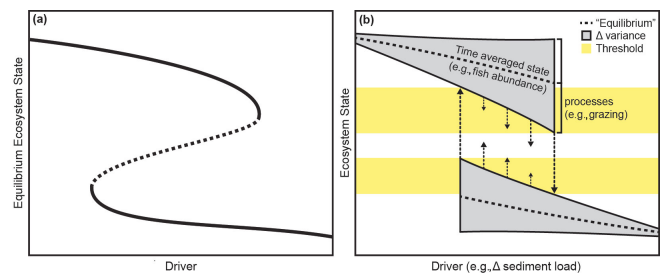 (a)
Equilibrium Ecosystem State
Driver
(b)
"Equilibrium"
Δ variance
Threshold
Time averaged state
(e.g., fish abundance)
processes
(e.g., grazing)
Ecosystem State
Driver (e.g., Δ sediment load)